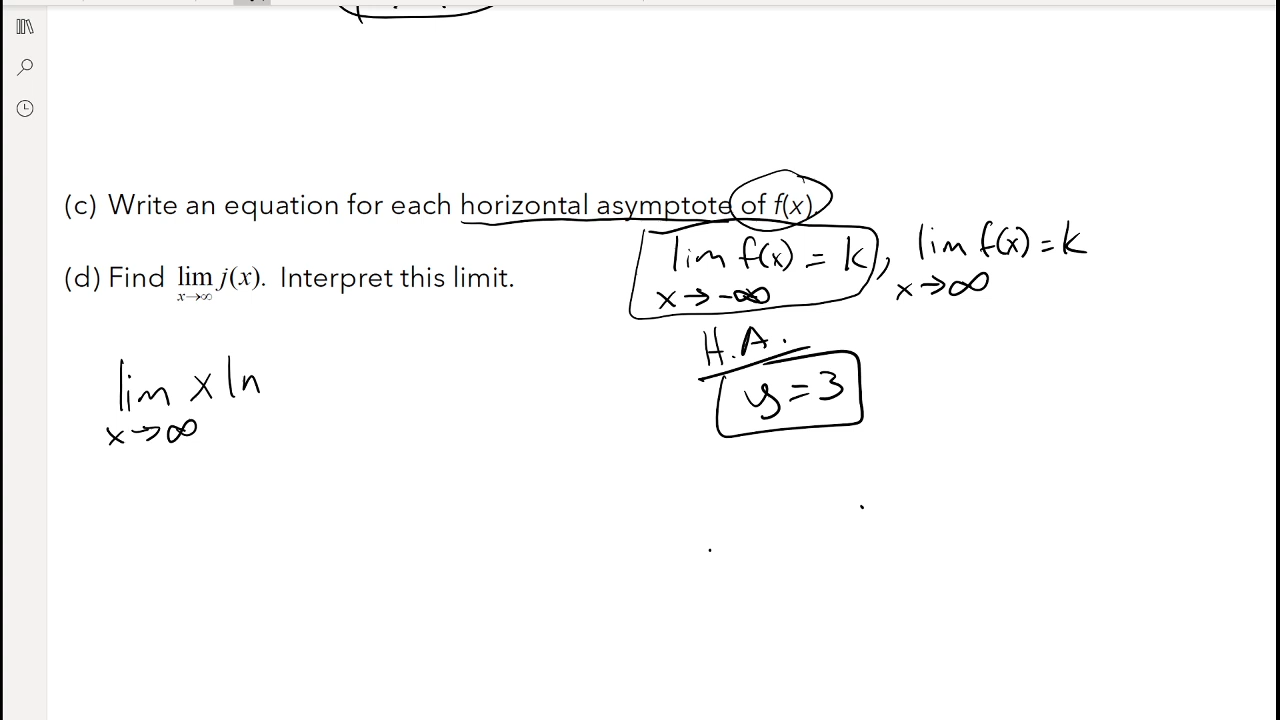 (c) Write an equation for each horizontal asymptote of f(x).
lim f(x) = k, lim f(x) = k
x→-∞ x→∞
(d) Find lim j(x). Interpret this limit.
x→∞
H.A.
y = 3
lim x ln
x→∞